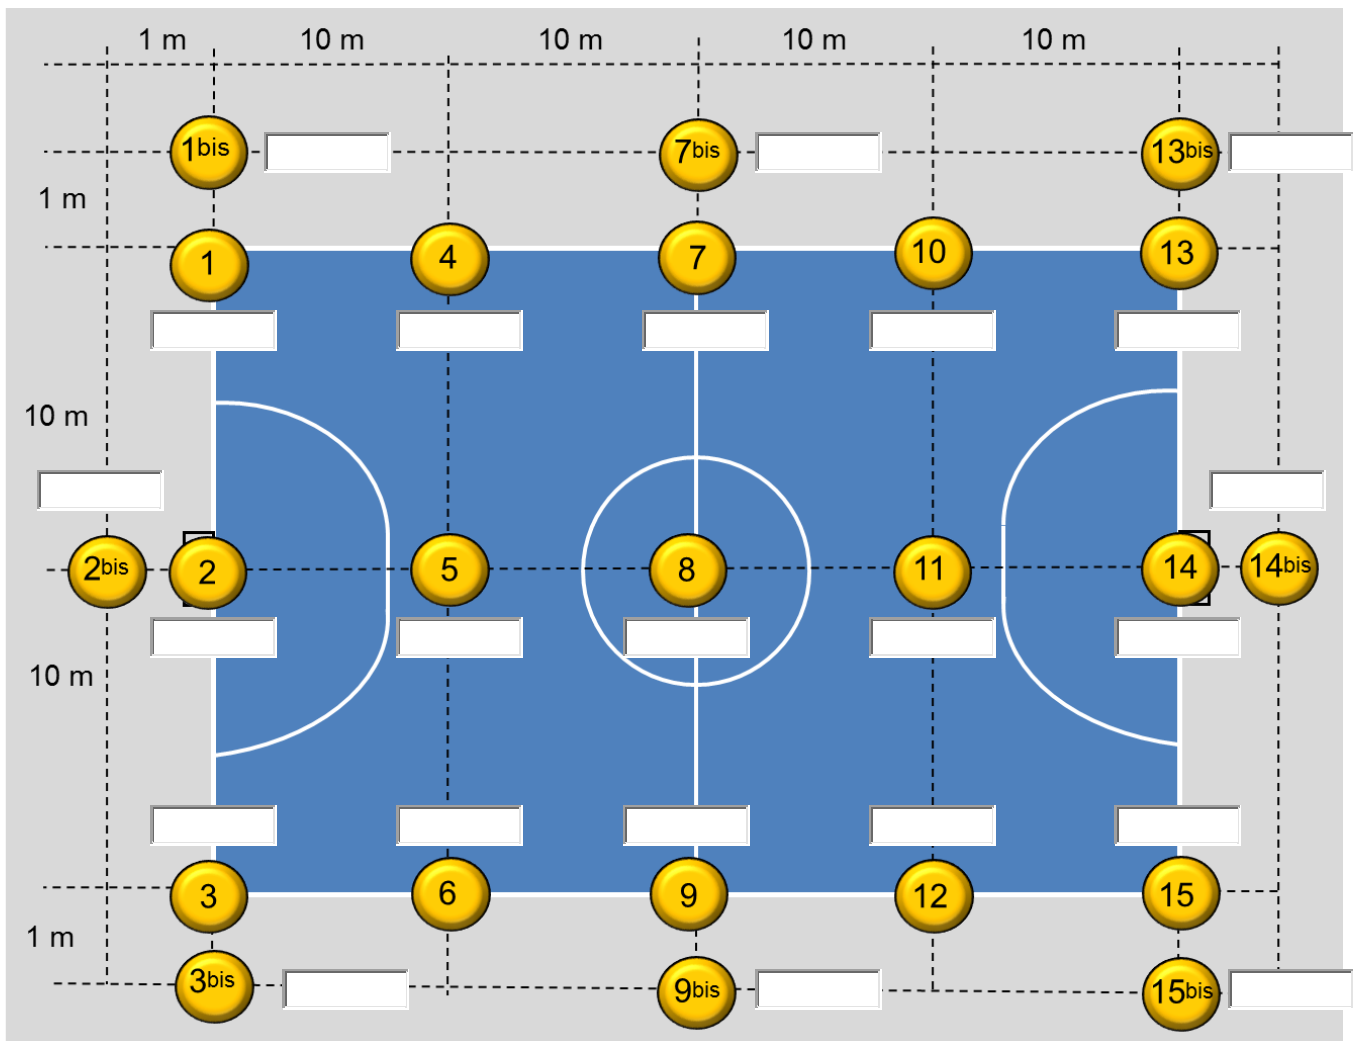 1 m 10 m 10 m 10 m 10 m
1bis 7bis 13bis
1 m
1 4 7 10 13
10 m
2bis 2 5 8 11 14 14bis
10 m
3 6 9 12 15
1 m
3bis 9bis 15bis